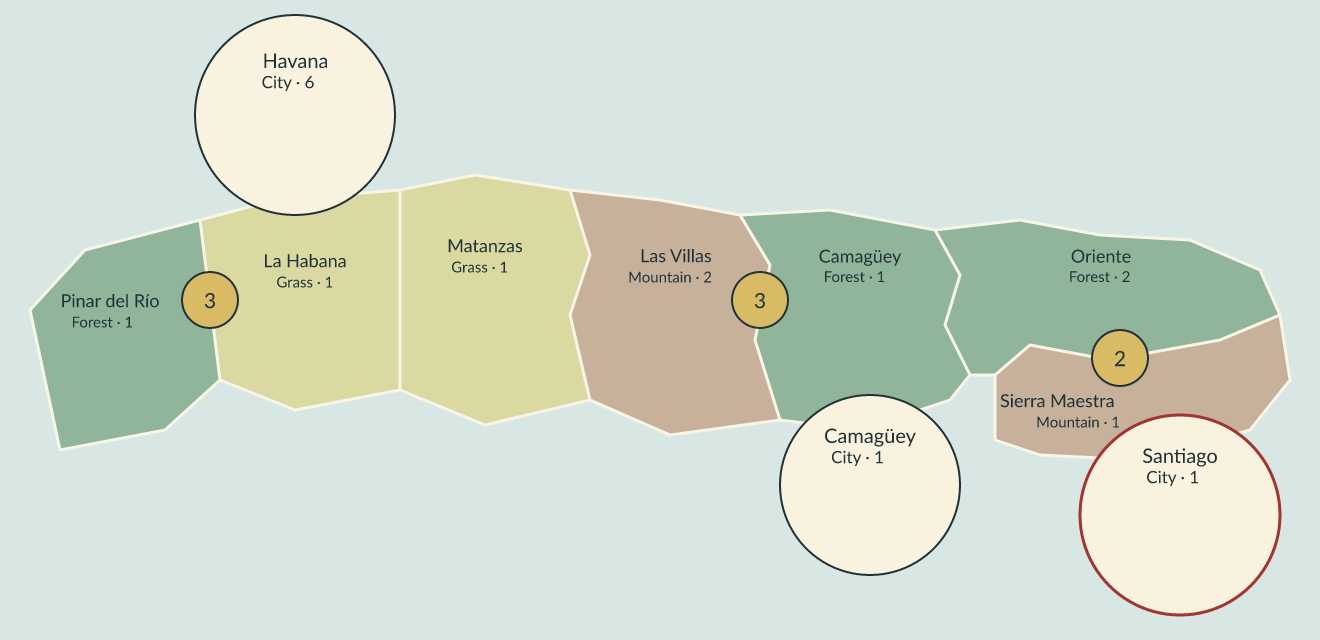 Havana
City · 6
Pinar del Río
Forest · 1
3
La Habana
Grass · 1
Matanzas
Grass · 1
Las Villas
Mountain · 2
3
Camagüey
Forest · 1
Oriente
Forest · 2
2
Sierra Maestra
Mountain · 1
Camagüey
City · 1
Santiago
City · 1